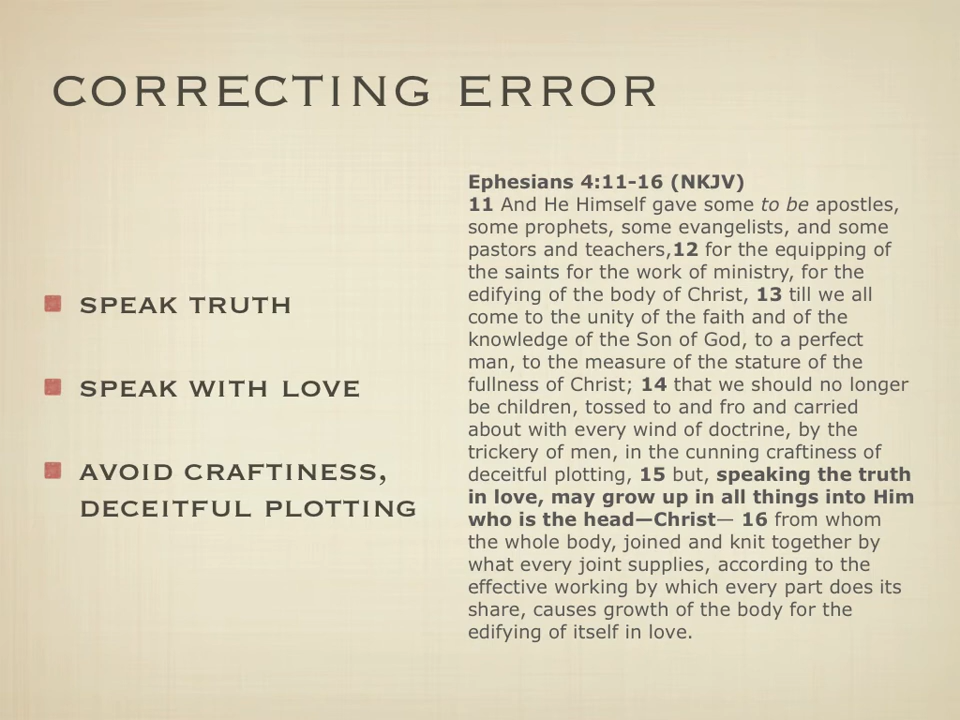 CORRECTING ERROR
SPEAK TRUTH
SPEAK WITH LOVE
AVOID CRAFTINESS,
DECEITFUL PLOTTING
Ephesians 4:11-16 (NKJV)
11 And He Himself gave some to be apostles,
some prophets, some evangelists, and some
pastors and teachers,12 for the equipping of
the saints for the work of ministry, for the
edifying of the body of Christ, 13 till we all
come to the unity of the faith and of the
knowledge of the Son of God, to a perfect
man, to the measure of the stature of the
fullness of Christ; 14 that we should no longer
be children, tossed to and fro and carried
about with every wind of doctrine, by the
trickery of men, in the cunning craftiness of
deceitful plotting, 15 but, speaking the truth
in love, may grow up in all things into Him
who is the head—Christ— 16 from whom
the whole body, joined and knit together by
what every joint supplies, according to the
effective working by which every part does its
share, causes growth of the body for the
edifying of itself in love.